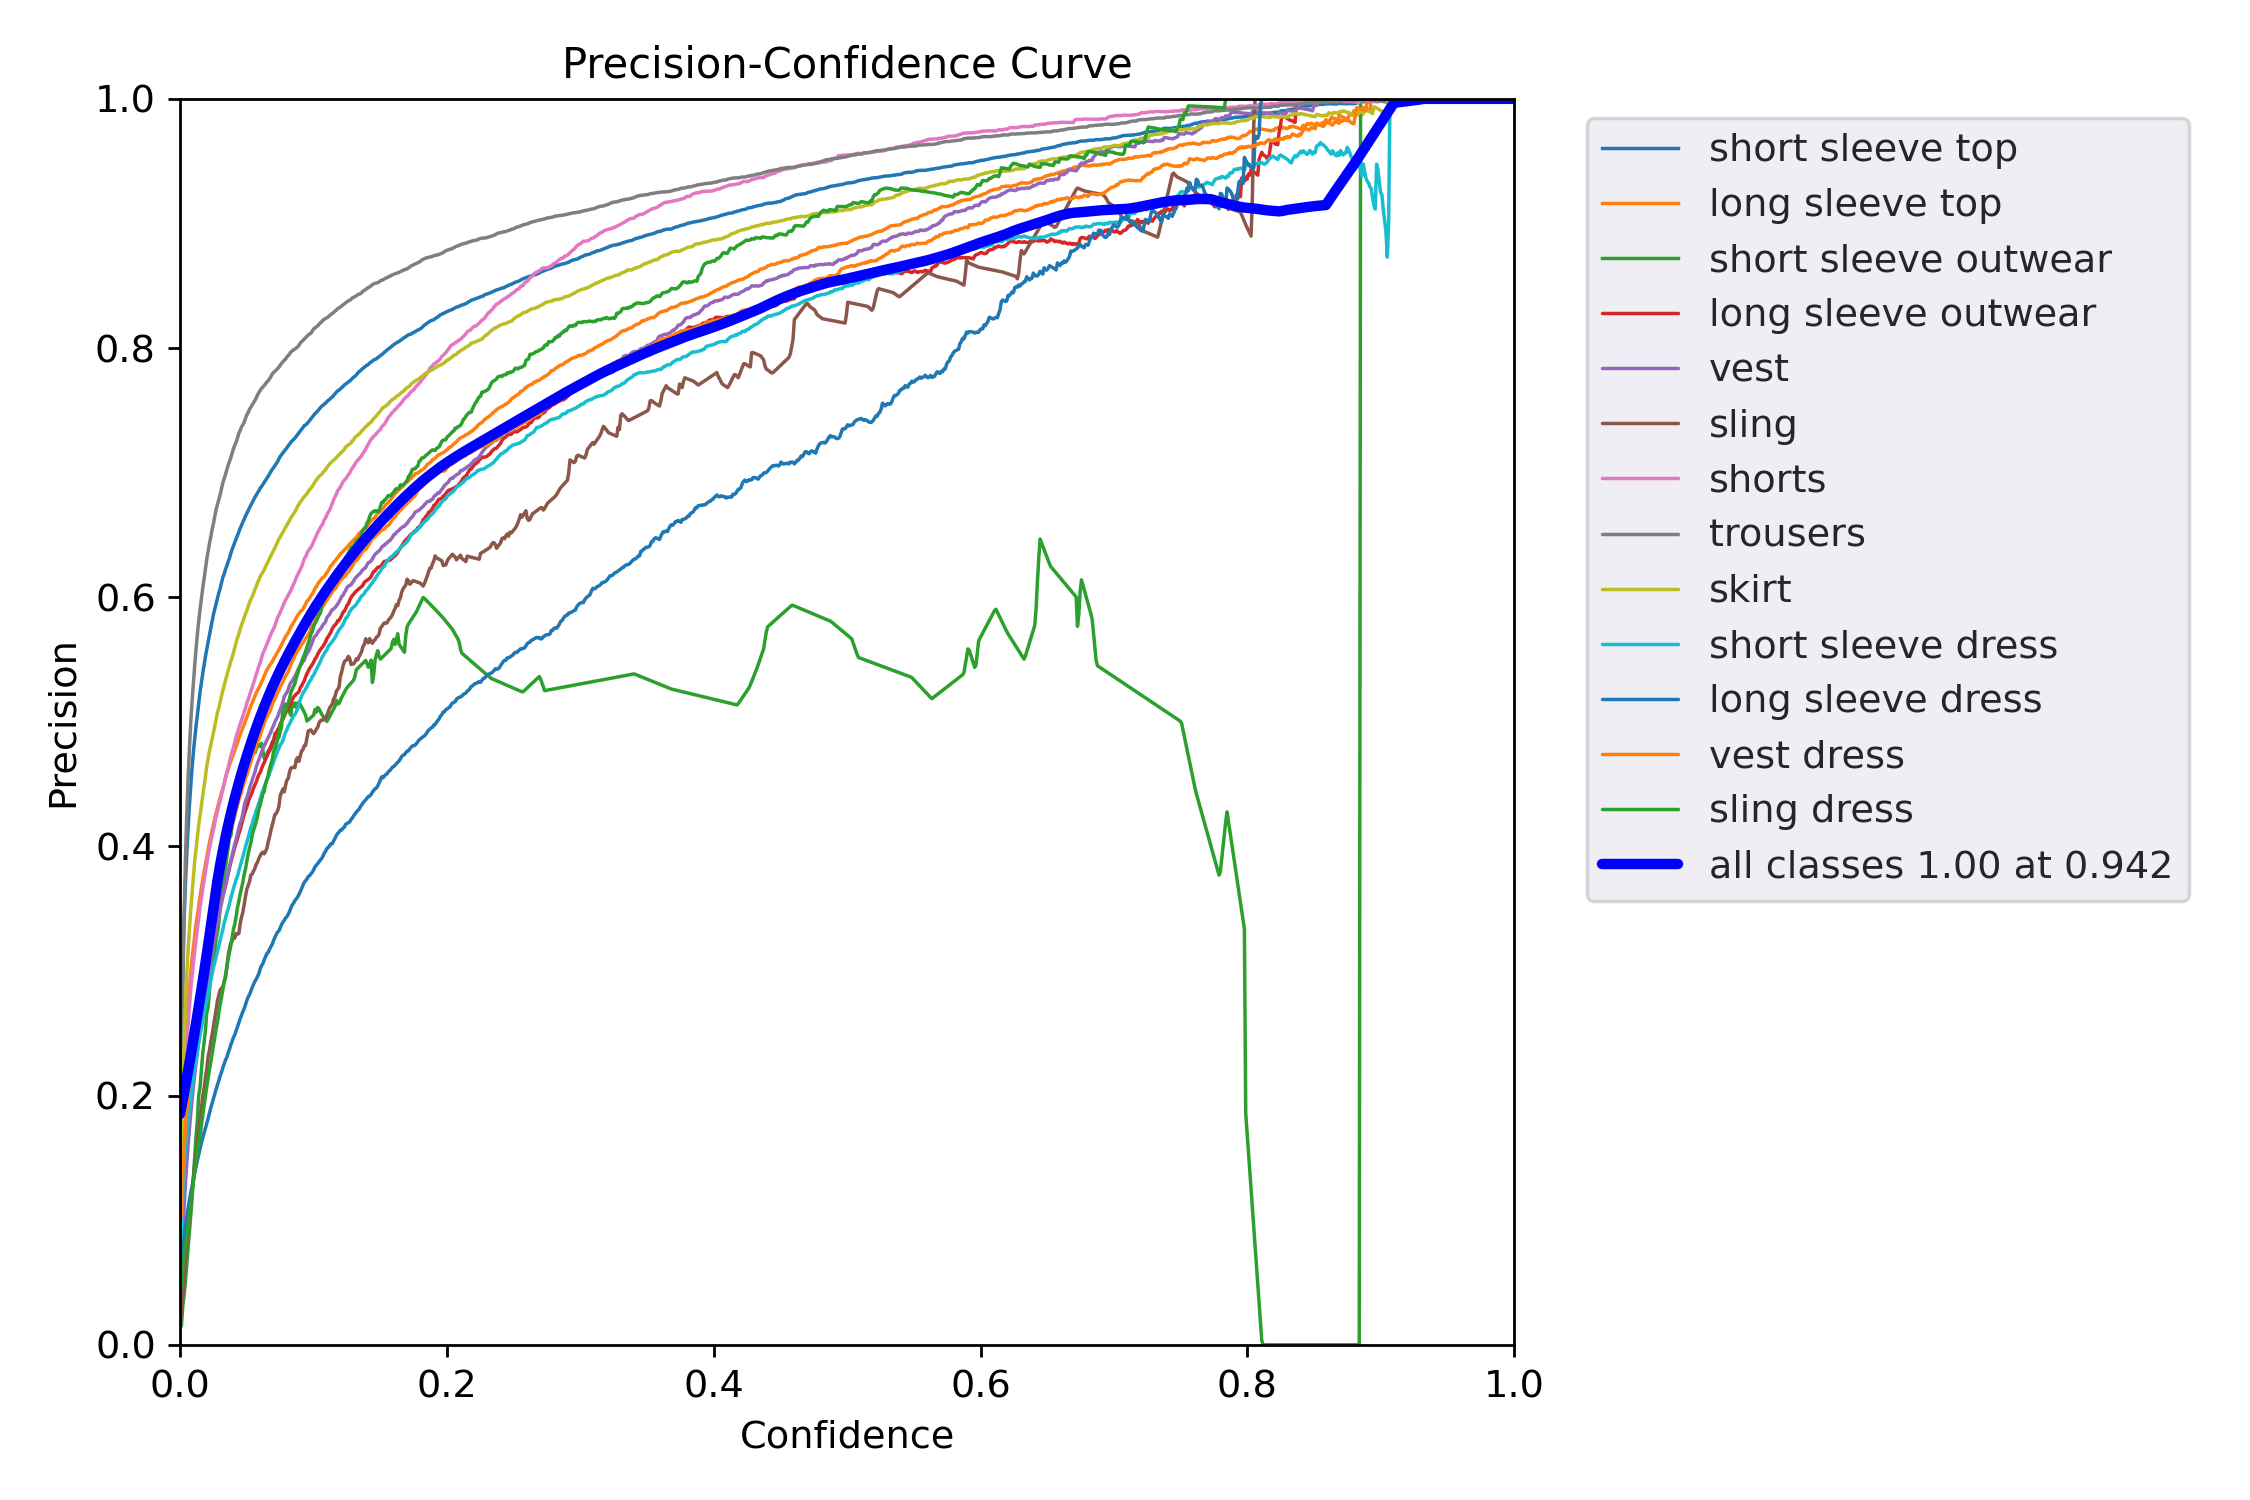 Precision-Confidence Curve
1.0
0.8
0.6
0.4
0.2
0.0
Precision
0.0 0.2 0.4 0.6 0.8 1.0
Confidence
short sleeve top
long sleeve top
short sleeve outwear
long sleeve outwear
vest
sling
shorts
trousers
skirt
short sleeve dress
long sleeve dress
vest dress
sling dress
all classes 1.00 at 0.942